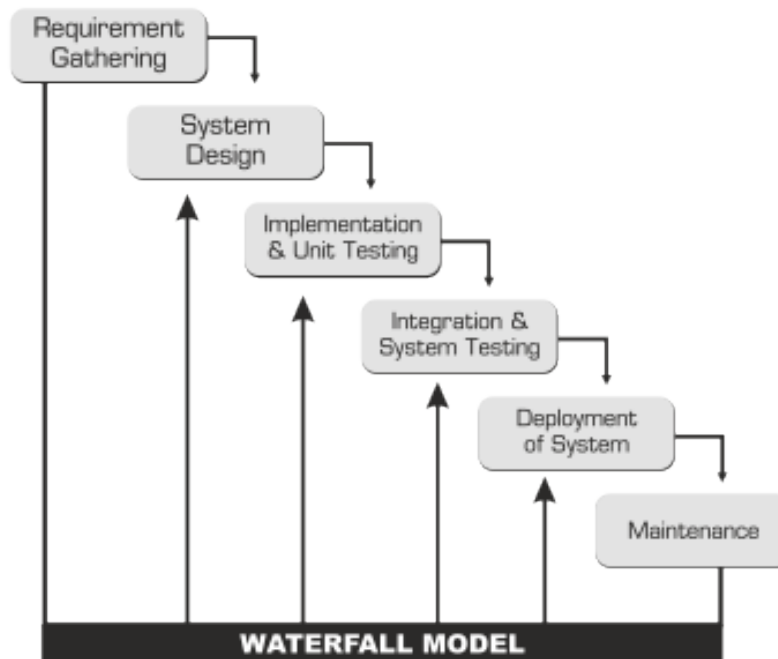 Requirement
Gathering
System
Design
Implementation
& Unit Testing
Integration &
System Testing
Deployment
of System
Maintenance
WATERFALL MODEL